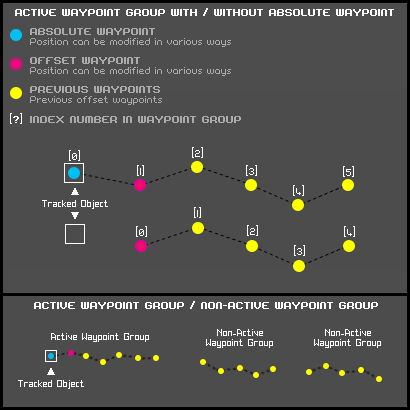 ACTIVE WAYPOINT GROUP WITH / WITHOUT ABSOLUTE WAYPOINT
ABSOLUTE WAYPOINT
Position can be modified in various ways
OFFSET WAYPOINT
Position can be modified in various ways
PREVIOUS WAYPOINTS
Previous offset waypoints
[?] INDEX NUMBER IN WAYPOINT GROUP
[0] [1] [2] [3] [4] [5]
Tracked Object
[0] [1] [2] [3] [4]
ACTIVE WAYPOINT GROUP / NON-ACTIVE WAYPOINT GROUP
Active Waypoint Group
Tracked Object
Non-Active
Waypoint Group
Non-Active
Waypoint Group